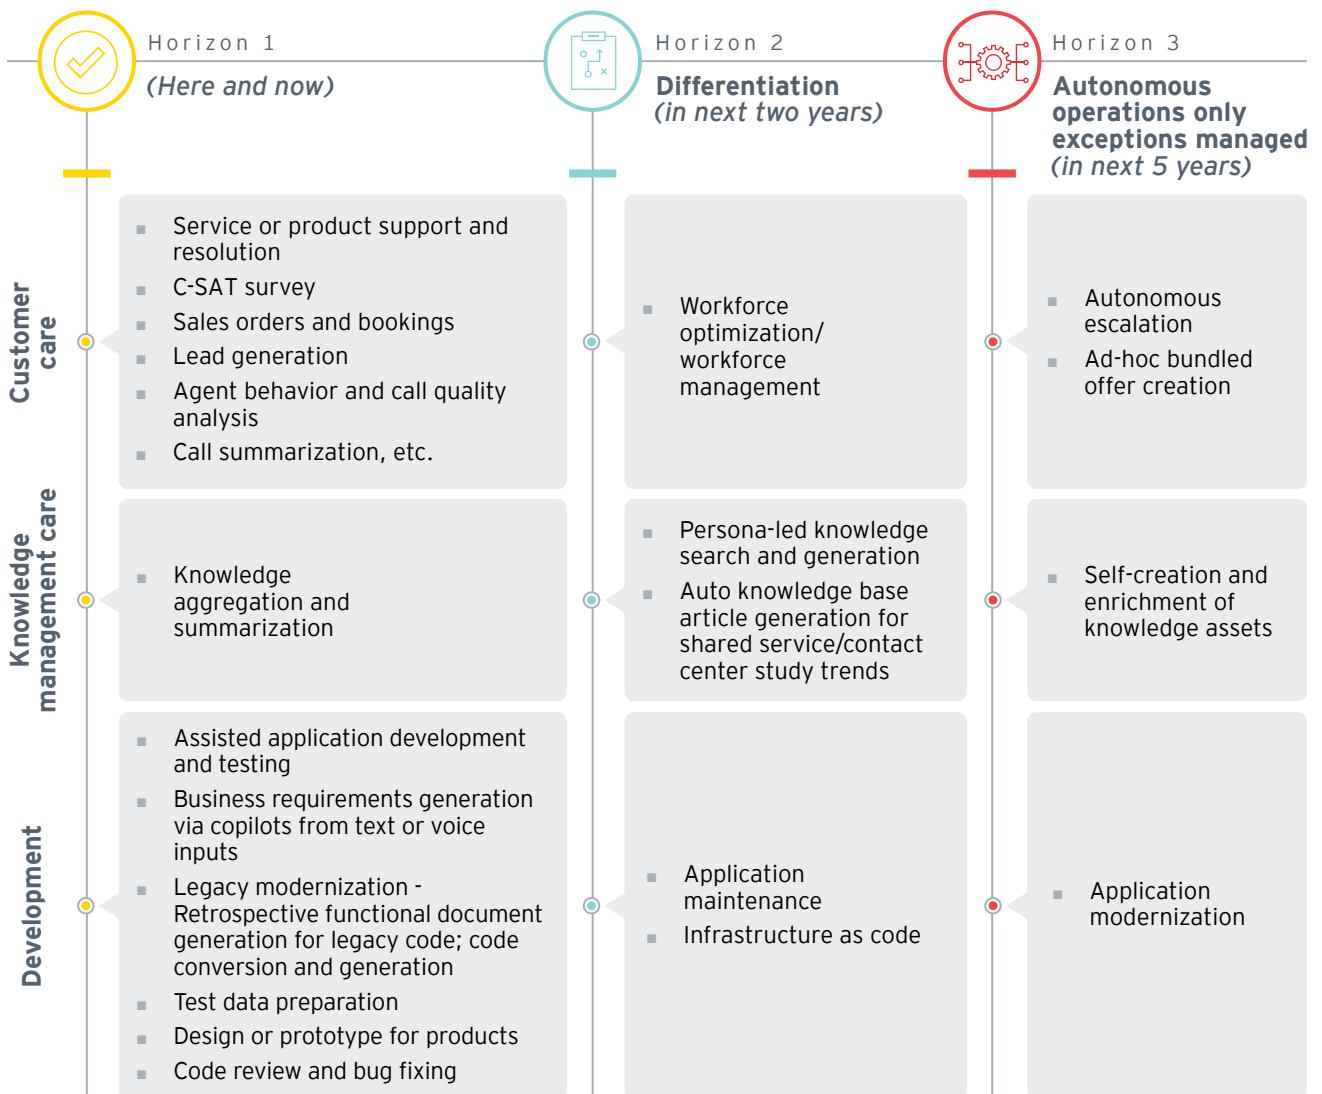 Horizon 1
(Here and now)
Horizon 2
Differentiation
(in next two years)
Horizon 3
Autonomous
operations only
exceptions managed
(in next 5 years)
Customer
care
Service or product support and
resolution
C-SAT survey
Sales orders and bookings
Lead generation
Agent behavior and call quality
analysis
Call summarization, etc.
Workforce
optimization/
workforce
management
Autonomous
escalation
Ad-hoc bundled
offer creation
Knowledge
management care
Knowledge
aggregation and
summarization
Persona-led knowledge
search and generation
Auto knowledge base
article generation for
shared service/contact
center study trends
Self-creation and
enrichment of
knowledge assets
Development
Assisted application development
and testing
Business requirements generation
via copilots from text or voice
inputs
Legacy modernization -
Retrospective functional document
generation for legacy code; code
conversion and generation
Test data preparation
Design or prototype for products
Code review and bug fixing
Application
maintenance
Infrastructure as code
Application
modernization